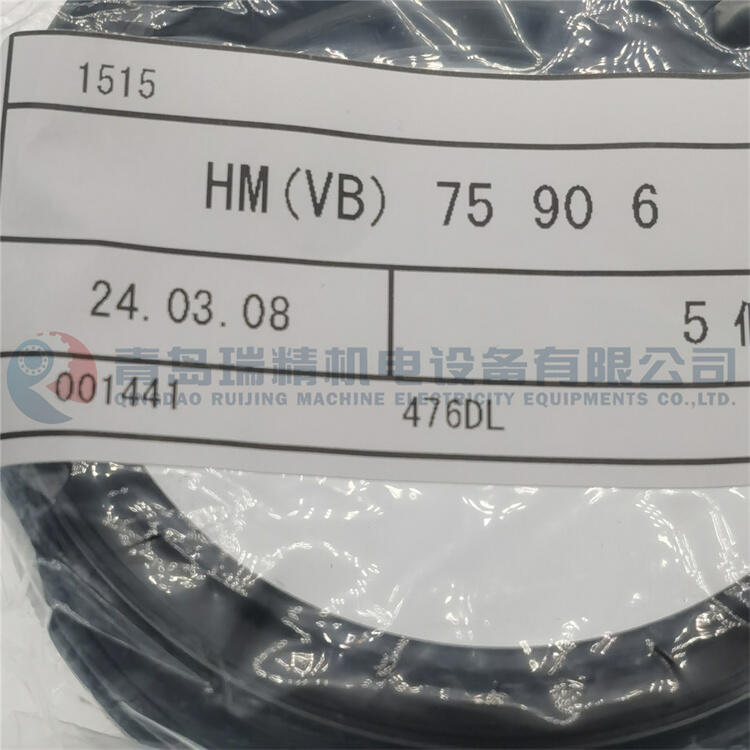 1515
HM(VB) 75 90 6
24.03.08
5個
青岛瑞精机电设备有限公司
001441
QINGDAO RUIJING MACHINE ELECTRICITY EQUIPMENTS CO.,LTD.
476DL